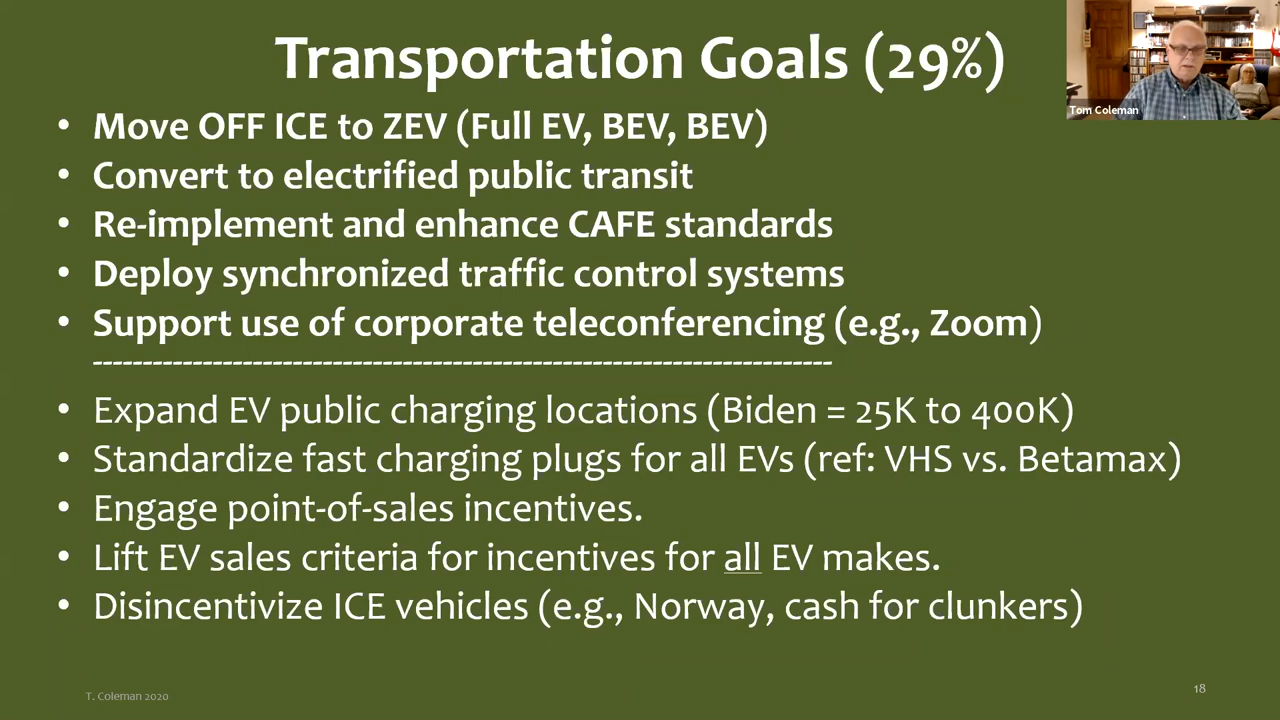 Transportation Goals (29%)
Tom Coleman
• Move OFF ICE to ZEV (Full EV, BEV, BEV)
• Convert to electrified public transit
• Re-implement and enhance CAFE standards
• Deploy synchronized traffic control systems
• Support use of corporate teleconferencing (e.g., Zoom)
--------------------------------------------------------------------------
• Expand EV public charging locations (Biden = 25K to 400K)
• Standardize fast charging plugs for all EVs (ref: VHS vs. Betamax)
• Engage point-of-sales incentives.
• Lift EV sales criteria for incentives for all EV makes.
• Disincentivize ICE vehicles (e.g., Norway, cash for clunkers)
T. Coleman 2020
18